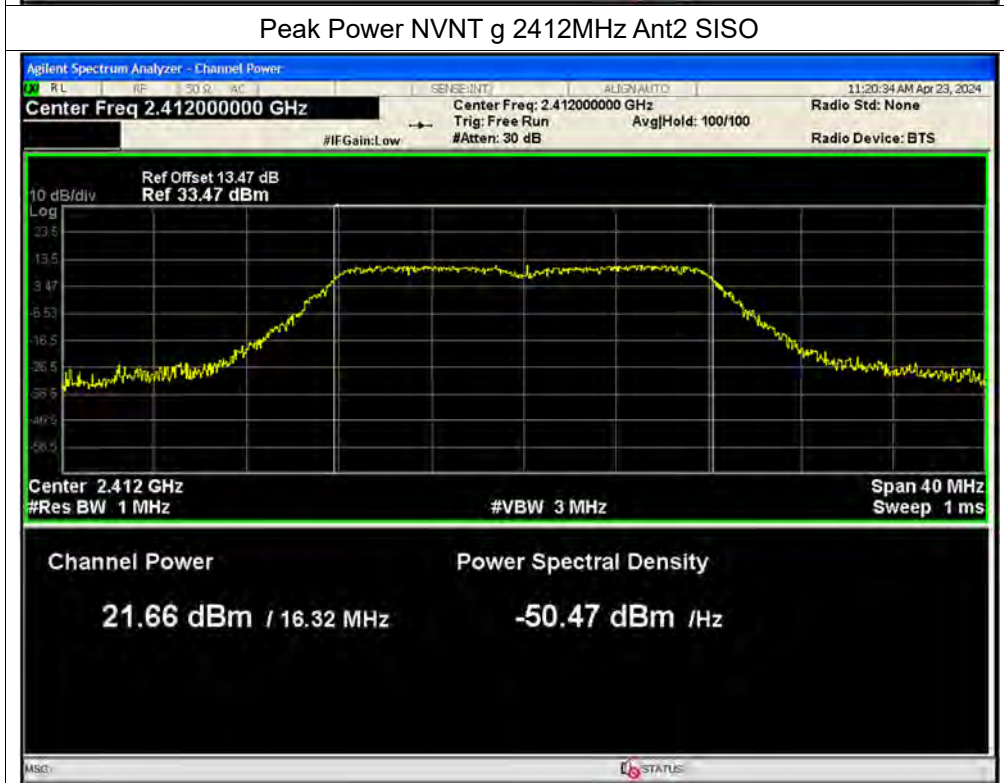 Peak Power NVNT g 2412MHz Ant2 SISO
Agilent Spectrum Analyzer - Channel Power
RL RF 50 Ω AC SENSE:INT ALIGN AUTO 11:20:34 AM Apr 23, 2024
Center Freq 2.412000000 GHz Center Freq: 2.412000000 GHz Radio Std: None
Trig: Free Run Avg|Hold: 100/100
#IFGain:Low #Atten: 30 dB Radio Device: BTS
Ref Offset 13.47 dB
10 dB/div Ref 33.47 dBm
Log
23.5
13.5
3.47
-6.53
-16.5
-26.5
-36.5
-46.5
-56.5
Center 2.412 GHz Span 40 MHz
#Res BW 1 MHz #VBW 3 MHz Sweep 1 ms
Channel Power Power Spectral Density
21.66 dBm / 16.32 MHz -50.47 dBm /Hz
MSG STATUS